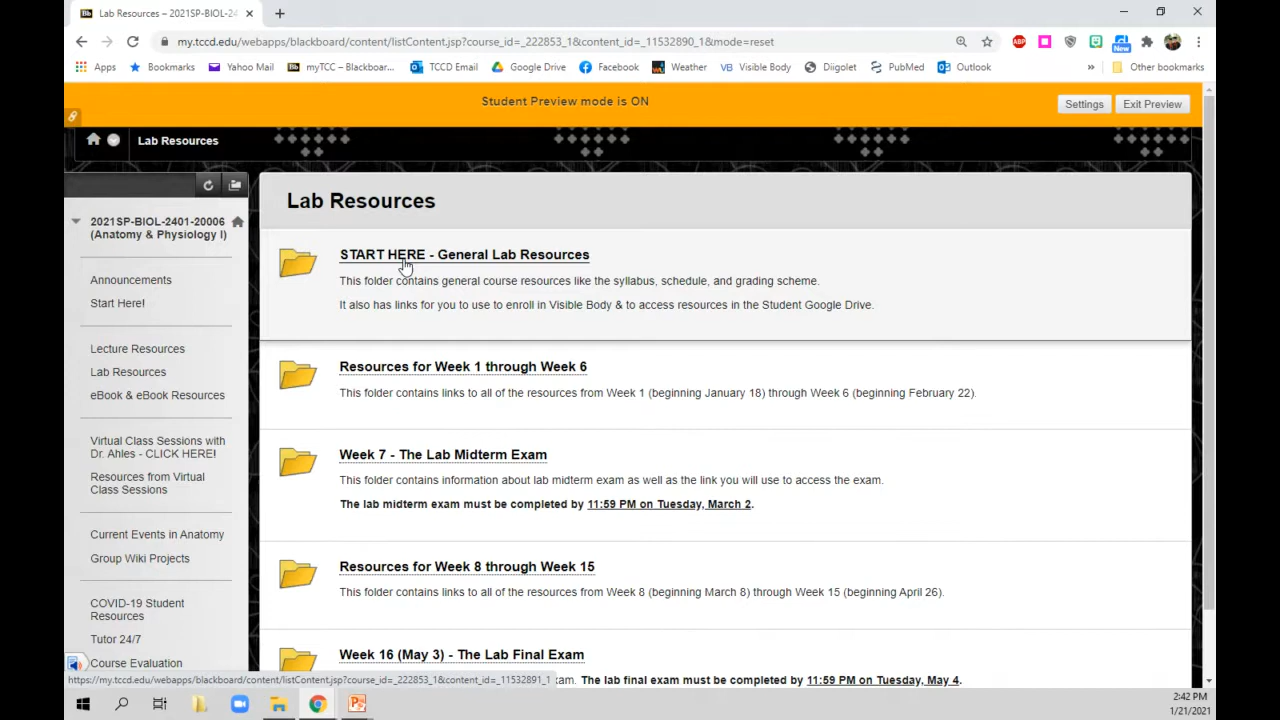 Lab Resources – 2021SP-BIOL-24
my.tccd.edu/webapps/blackboard/content/listContent.jsp?course_id=_222853_1&content_id=_11532890_1&mode=reset
ABP
New
Apps
Bookmarks
Yahoo Mail
Bb
myTCC – Blackboar...
TCCD Email
Google Drive
Facebook
Weather
VB
Visible Body
Diigolet
PubMed
Outlook
»
Other bookmarks
Student Preview mode is ON
Settings
Exit Preview
Lab Resources
2021SP-BIOL-2401-20006
(Anatomy & Physiology I)
Announcements
Start Here!
Lecture Resources
Lab Resources
eBook & eBook Resources
Virtual Class Sessions with
Dr. Ahles - CLICK HERE!
Resources from Virtual
Class Sessions
Current Events in Anatomy
Group Wiki Projects
COVID-19 Student
Resources
Tutor 24/7
Course Evaluation
Lab Resources
START HERE - General Lab Resources
This folder contains general course resources like the syllabus, schedule, and grading scheme.
It also has links for you to use to enroll in Visible Body & to access resources in the Student Google Drive.
Resources for Week 1 through Week 6
This folder contains links to all of the resources from Week 1 (beginning January 18) through Week 6 (beginning February 22).
Week 7 - The Lab Midterm Exam
This folder contains information about lab midterm exam as well as the link you will use to access the exam.
The lab midterm exam must be completed by 11:59 PM on Tuesday, March 2.
Resources for Week 8 through Week 15
This folder contains links to all of the resources from Week 8 (beginning March 8) through Week 15 (beginning April 26).
Week 16 (May 3) - The Lab Final Exam
xam. The lab final exam must be completed by 11:59 PM on Tuesday, May 4.
https://my.tccd.edu/webapps/blackboard/content/listContent.jsp?course_id=_222853_1&content_id=_11532891_1
2:42 PM
1/21/2021